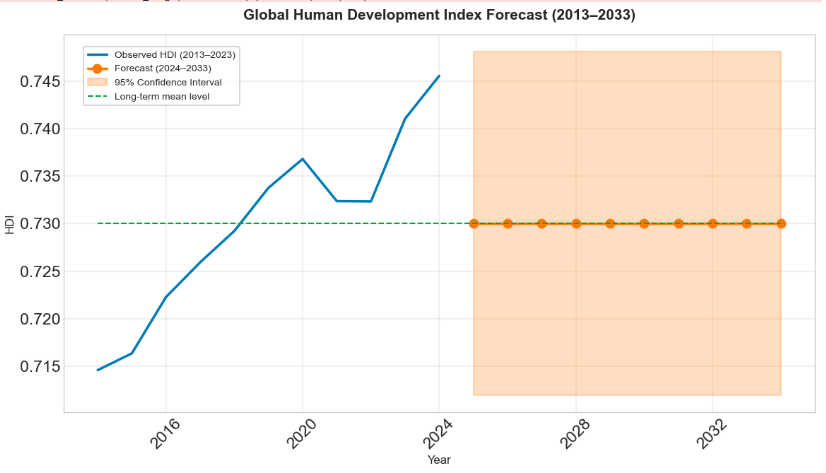 Global Human Development Index Forecast (2013–2033)
Observed HDI (2013–2023)
Forecast (2024–2033)
95% Confidence Interval
Long-term mean level
0.745
0.740
0.735
0.730
0.725
0.720
0.715
HDI
2016
2020
2024
2028
2032
Year